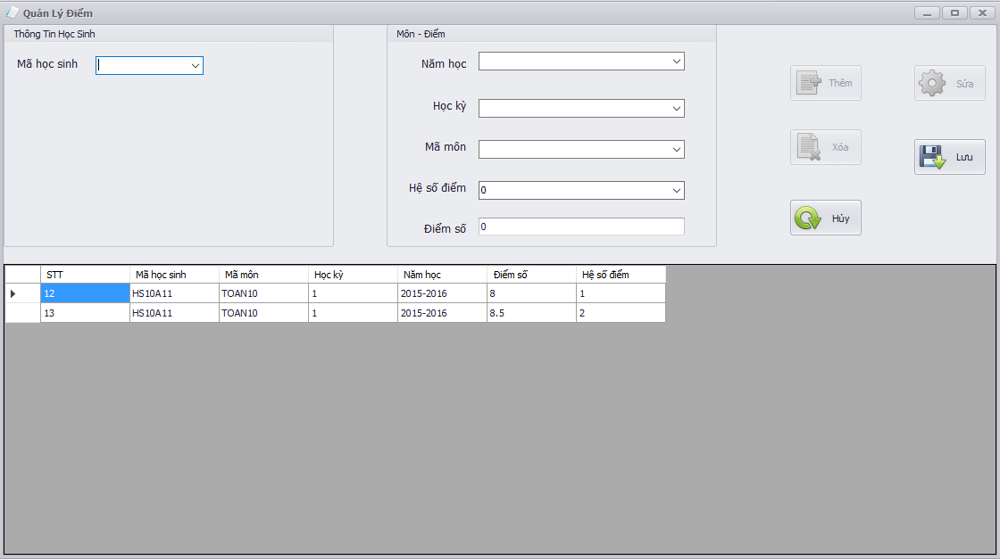 Quản Lý Điểm
Thông Tin Học Sinh
Mã học sinh
Môn - Điểm
Năm học
Học kỳ
Mã môn
Hệ số điểm 0
Điểm số 0
Thêm
Sửa
Xóa
Lưu
Hủy
STT Mã học sinh Mã môn Học kỳ Năm học Điểm số Hệ số điểm
12 HS10A11 TOAN10 1 2015-2016 8 1
13 HS10A11 TOAN10 1 2015-2016 8.5 2